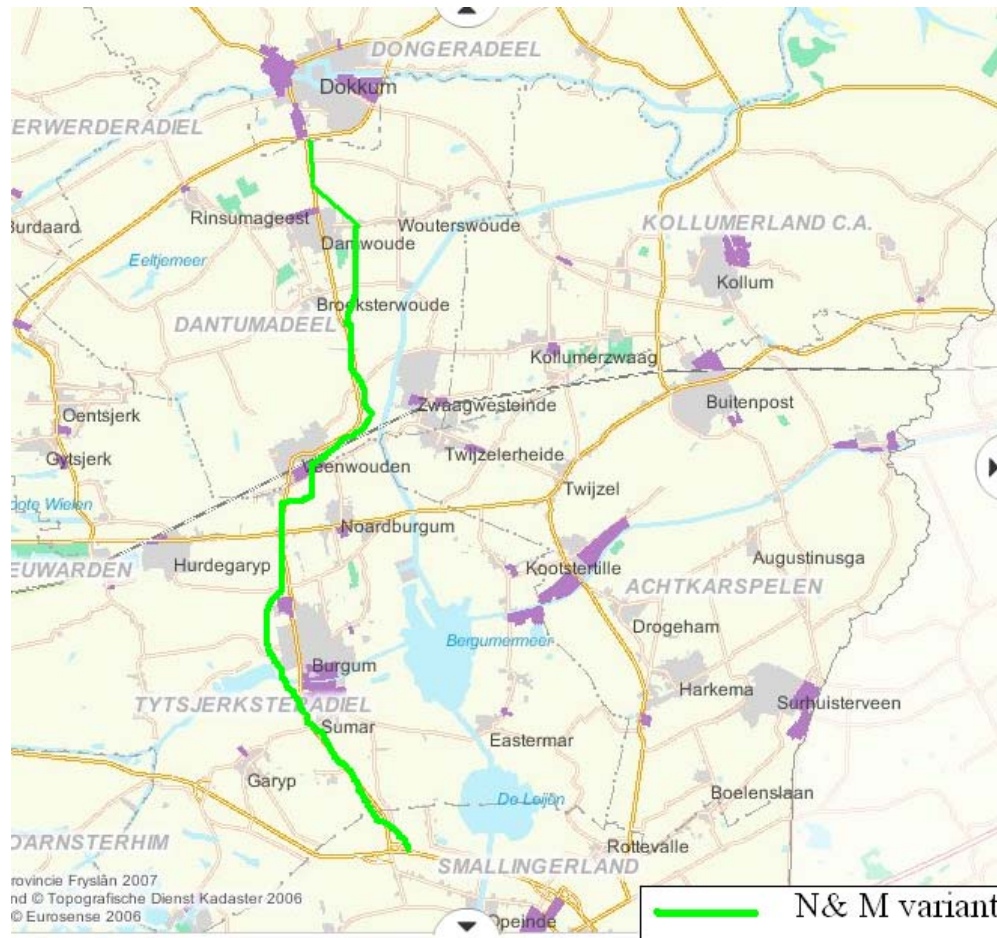 DONGERADEEL
Dokkum
ERWERDERADIEL
Rinsumageest
Burdaard
Damwoude
Wouterswoude
KOLLUMERLAND C.A.
Eeltjemeer
Kollum
Broeksterwoude
DANTUMADEEL
Kollumerzwaag
Oentsjerk
Zwaagwesteinde
Buitenpost
Gytsjerk
Veenwouden
Twijzelerheide
Twijzel
oote Wielen
Noardburgum
EUWARDEN
Hurdegaryp
Kootstertille
Augustinusga
ACHTKARSPELEN
Drogeham
Bergumermeer
Burgum
Harkema
TYTSJERKSTERADIEL
Surhuisterveen
Sumar
Eastermar
Garyp
De Leijen
Boelenslaan
DARNSTERHIM
Rottevalle
SMALLINGERLAND
rovincie Fryslân 2007
nd © Topografische Dienst Kadaster 2006
© Eurosense 2006
Opeinde
N& M variant